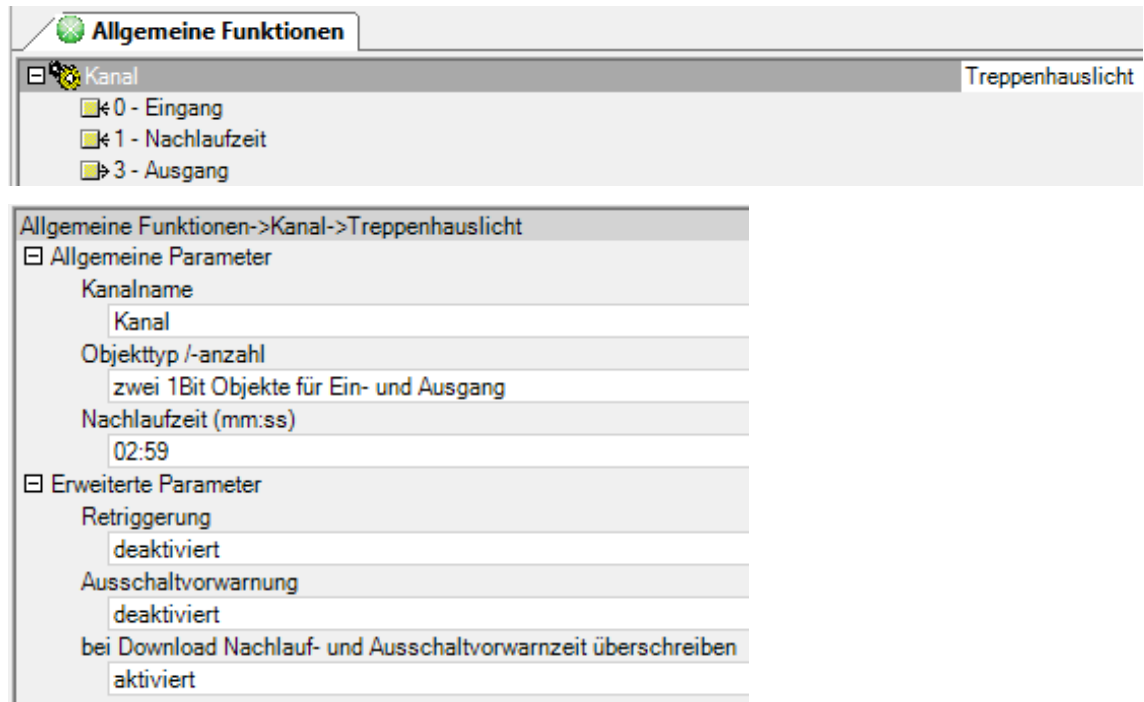 Allgemeine Funktionen
Kanal Treppenhauslicht
0 - Eingang
1 - Nachlaufzeit
3 - Ausgang
Allgemeine Funktionen->Kanal->Treppenhauslicht
Allgemeine Parameter
Kanalname
Kanal
Objekttyp /-anzahl
zwei 1Bit Objekte für Ein- und Ausgang
Nachlaufzeit (mm:ss)
02:59
Erweiterte Parameter
Retriggerung
deaktiviert
Ausschaltvorwarnung
deaktiviert
bei Download Nachlauf- und Ausschaltvorwarnzeit überschreiben
aktiviert